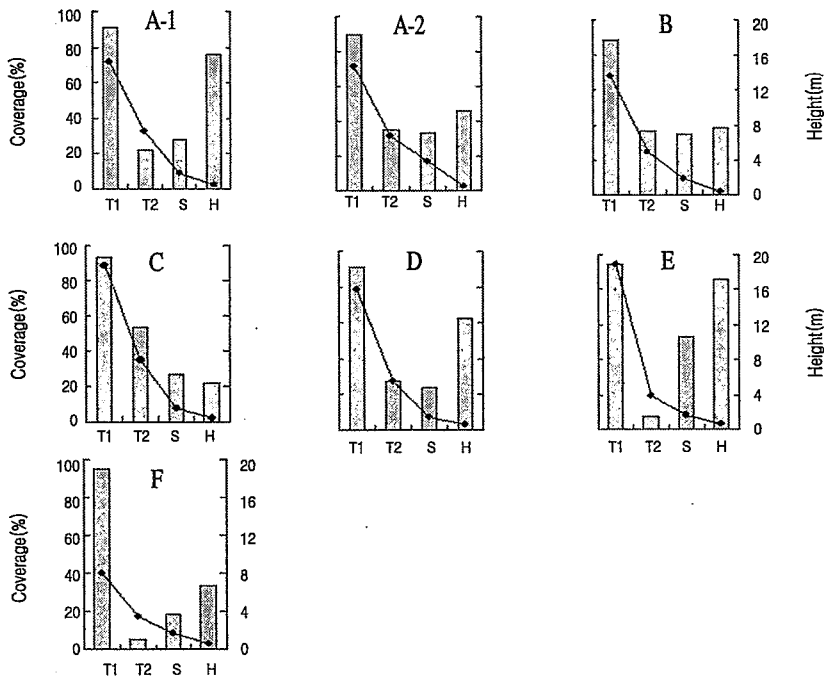 A-1
A-2
B
100
80
60
40
20
0
Coverage(%)
T1 T2 S H
T1 T2 S H
T1 T2 S H
20
16
12
8
4
0
Height(m)
C
D
E
100
80
60
40
20
0
Coverage(%)
T1 T2 S H
T1 T2 S H
T1 T2 S H
20
16
12
8
4
0
Height(m)
F
100
80
60
40
20
0
Coverage(%)
T1 T2 S H
20
16
12
8
4
0